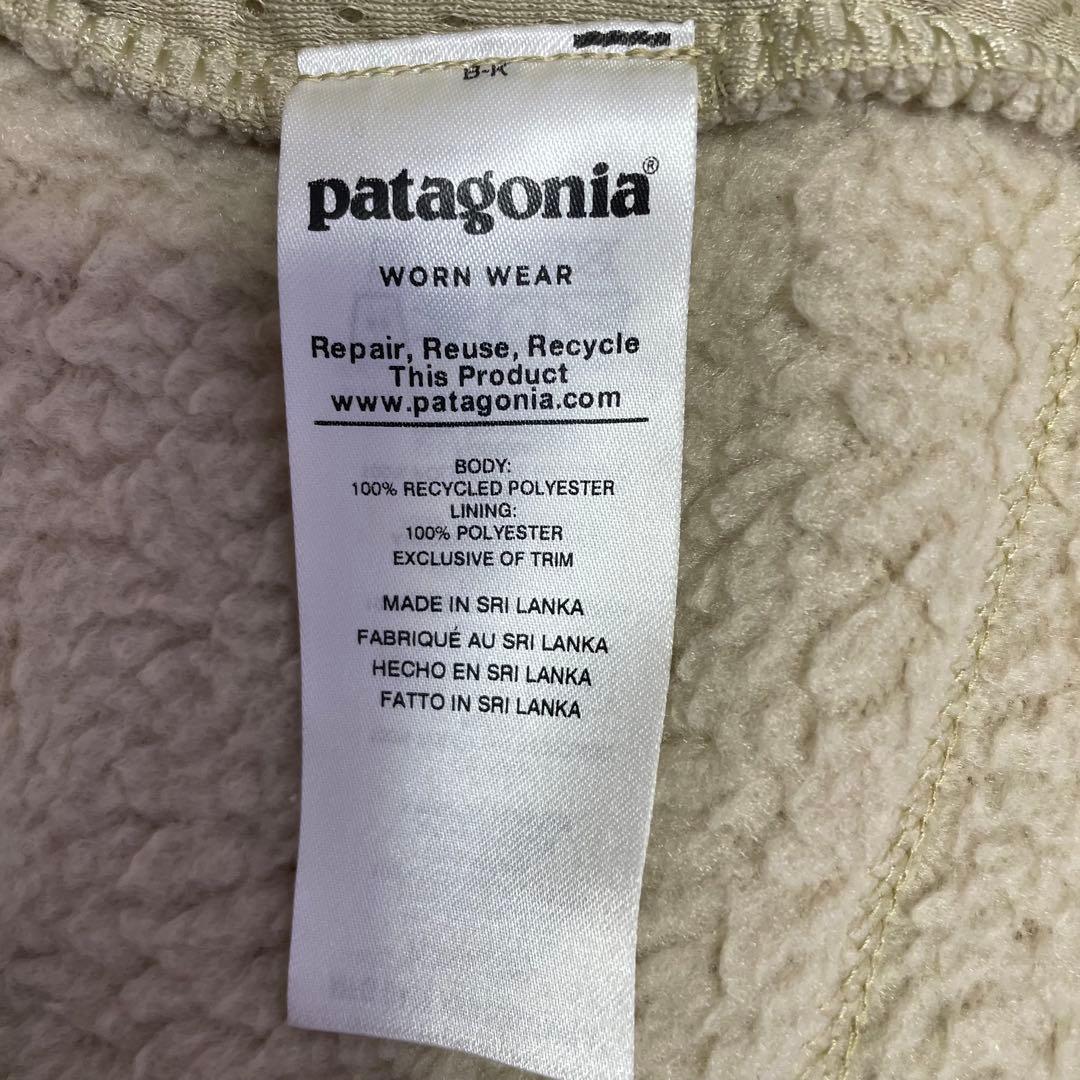 patagonia®
WORN WEAR
Repair, Reuse, Recycle
This Product
www.patagonia.com
BODY:
100% RECYCLED POLYESTER
LINING:
100% POLYESTER
EXCLUSIVE OF TRIM
MADE IN SRI LANKA
FABRIQUÉ AU SRI LANKA
HECHO EN SRI LANKA
FATTO IN SRI LANKA